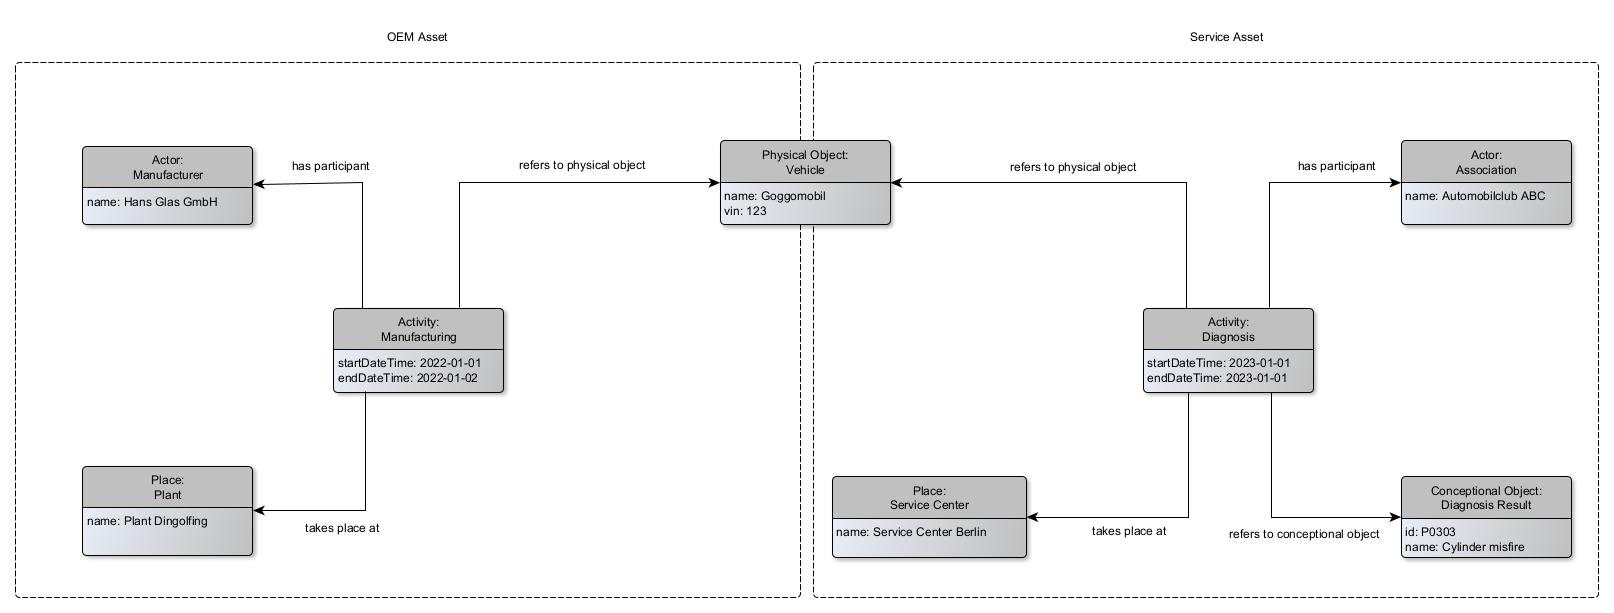 OEM Asset
Service Asset
Actor:
Manufacturer
name: Hans Glas GmbH
has participant
refers to physical object
Physical Object:
Vehicle
name: Goggomobil
vin: 123
refers to physical object
has participant
Actor:
Association
name: Automobilclub ABC
Activity:
Manufacturing
startDateTime: 2022-01-01
endDateTime: 2022-01-02
Activity:
Diagnosis
startDateTime: 2023-01-01
endDateTime: 2023-01-01
Place:
Plant
name: Plant Dingolfing
takes place at
Place:
Service Center
name: Service Center Berlin
takes place at
refers to conceptional object
Conceptional Object:
Diagnosis Result
id: P0303
name: Cylinder misfire